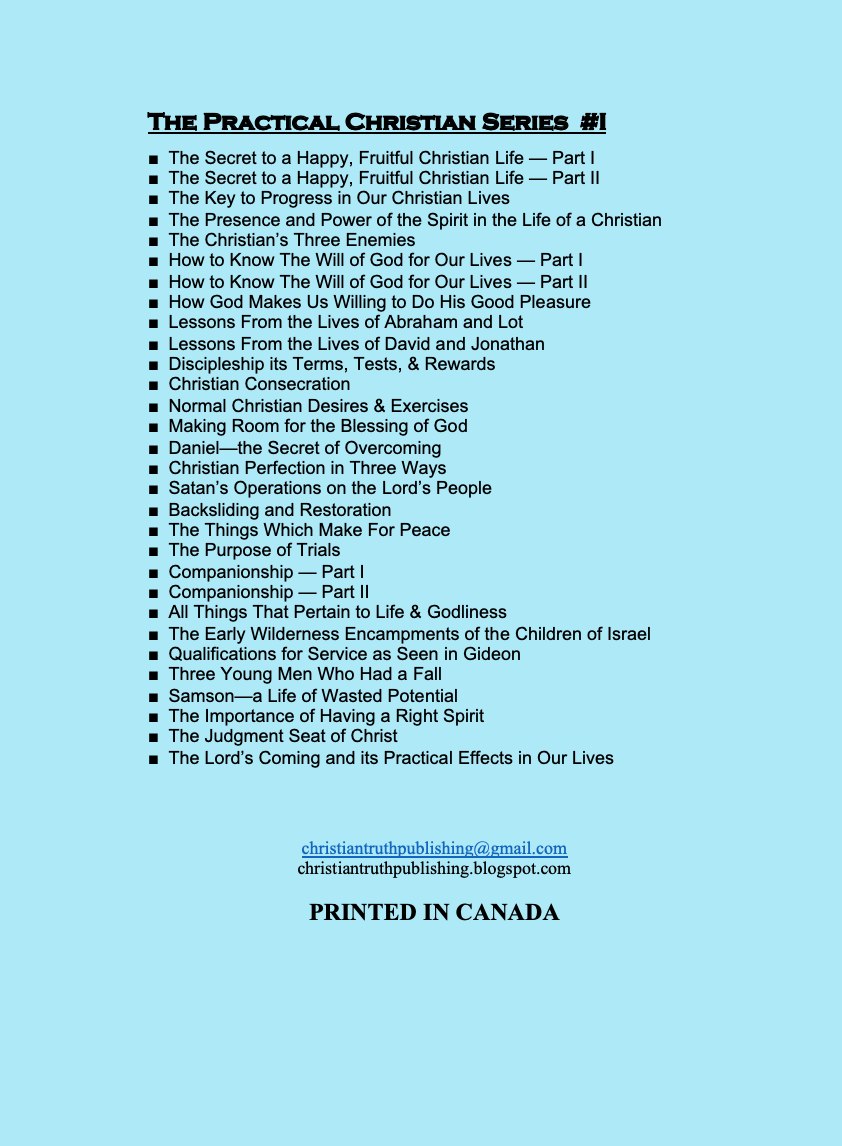 The Practical Christian Series #I
■ The Secret to a Happy, Fruitful Christian Life — Part I
■ The Secret to a Happy, Fruitful Christian Life — Part II
■ The Key to Progress in Our Christian Lives
■ The Presence and Power of the Spirit in the Life of a Christian
■ The Christian’s Three Enemies
■ How to Know The Will of God for Our Lives — Part I
■ How to Know The Will of God for Our Lives — Part II
■ How God Makes Us Willing to Do His Good Pleasure
■ Lessons From the Lives of Abraham and Lot
■ Lessons From the Lives of David and Jonathan
■ Discipleship its Terms, Tests, & Rewards
■ Christian Consecration
■ Normal Christian Desires & Exercises
■ Making Room for the Blessing of God
■ Daniel—the Secret of Overcoming
■ Christian Perfection in Three Ways
■ Satan’s Operations on the Lord’s People
■ Backsliding and Restoration
■ The Things Which Make For Peace
■ The Purpose of Trials
■ Companionship — Part I
■ Companionship — Part II
■ All Things That Pertain to Life & Godliness
■ The Early Wilderness Encampments of the Children of Israel
■ Qualifications for Service as Seen in Gideon
■ Three Young Men Who Had a Fall
■ Samson—a Life of Wasted Potential
■ The Importance of Having a Right Spirit
■ The Judgment Seat of Christ
■ The Lord’s Coming and its Practical Effects in Our Lives
christiantruthpublishing@gmail.com
christiantruthpublishing.blogspot.com
PRINTED IN CANADA